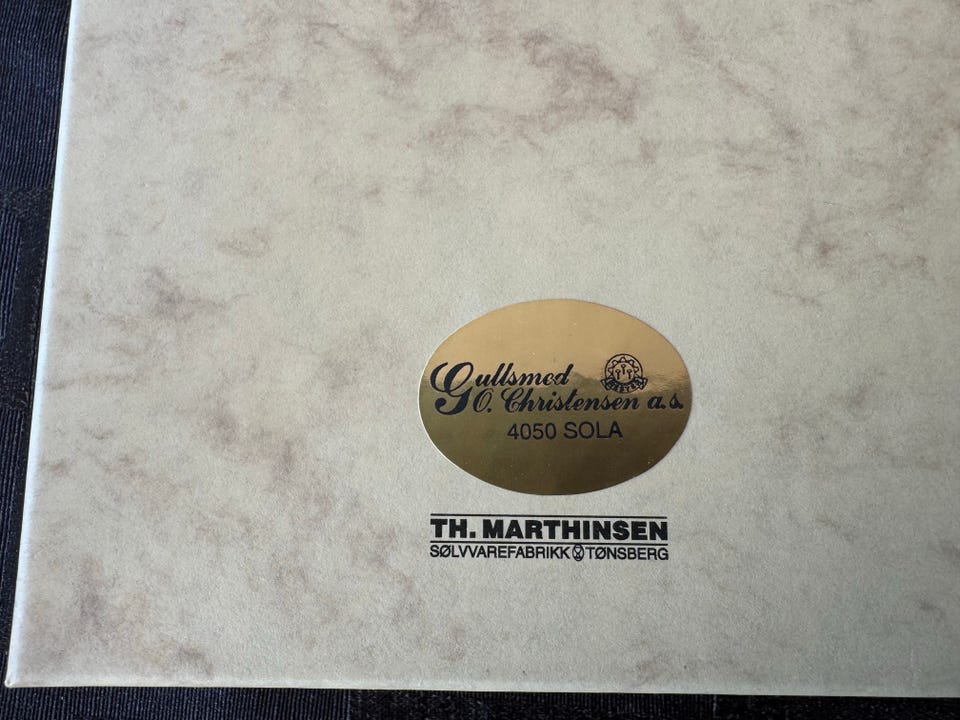 Gullsmed
O. Christensen a.s.
4050 SOLA
TH. MARTHINSEN
SØLVVAREFABRIKK TØNSBERG